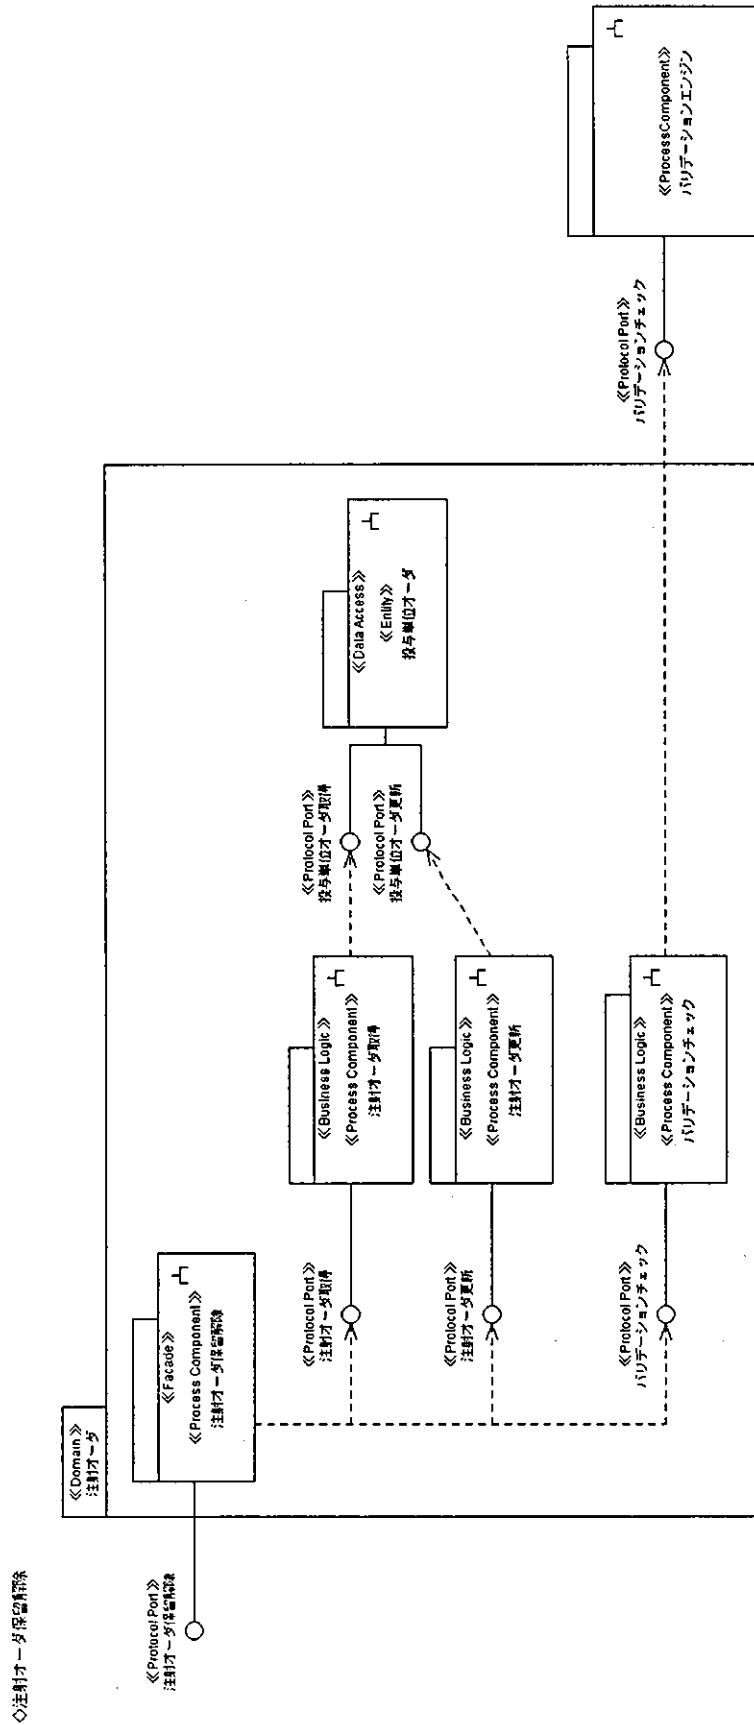 ◇注射オーダ保留解除
≪Domain≫
注射オーダ
≪Protocol Port≫
注射オーダ保留解除
≪Facade≫
≪Process Component≫
注射オーダ保留解除
≪Protocol Port≫
注射オーダ取得
≪Business Logic≫
≪Process Component≫
注射オーダ取得
≪Protocol Port≫
投与単位オーダ取得
≪Protocol Port≫
投与単位オーダ更新
≪Data Access≫
≪Entity≫
投与単位オーダ
≪Protocol Port≫
注射オーダ更新
≪Business Logic≫
≪Process Component≫
注射オーダ更新
≪Protocol Port≫
バリデーションチェック
≪Business Logic≫
≪Process Component≫
バリデーションチェック
≪Protocol Port≫
バリデーションチェック
≪ProcessComponent≫
バリデーションエンジン